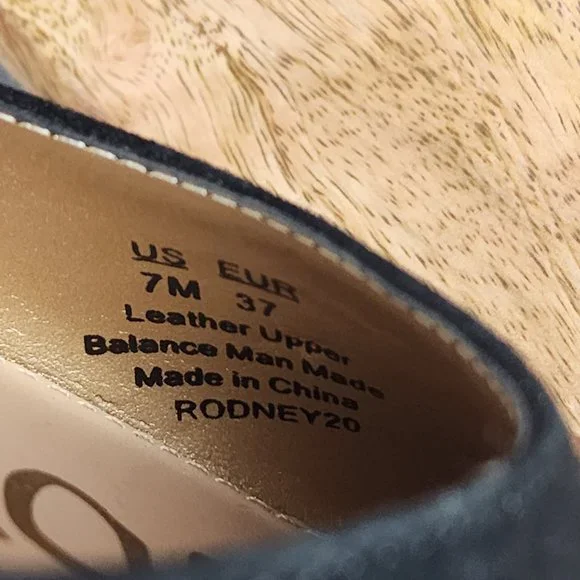 US EUR
7M 37
Leather Upper
Balance Man Made
Made in China
RODNEY20